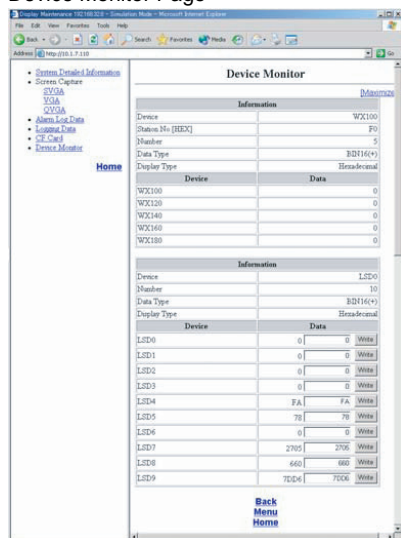 Device Monitor Page
Display Maintenance 192.168.32.6 - Simulation Mode - Microsoft Internet Explorer
File Edit View Favorites Tools Help
Back Search Favorites Media
Address http://10.1.7.110 Go
System Detailed Information
Screen Capture
SVGA
VGA
QVGA
Alarm Log Data
Logging Data
CF Card
Device Monitor
Home
Device Monitor
[Maximize
Information
Device WX100
Station No [HEX] F0
Number 5
Data Type BIN16(+)
Display Type Hexadecimal
Device Data
WX100 0
WX120 0
WX140 0
WX160 0
WX180 0
Information
Device LSD0
Number 10
Data Type BIN16(+)
Display Type Hexadecimal
Device Data
LSD0 0 0 Write
LSD1 0 0 Write
LSD2 0 0 Write
LSD3 0 0 Write
LSD4 FA FA Write
LSD5 78 78 Write
LSD6 0 0 Write
LSD7 2705 2705 Write
LSD8 660 660 Write
LSD9 7DD6 7DD6 Write
Back
Menu
Home